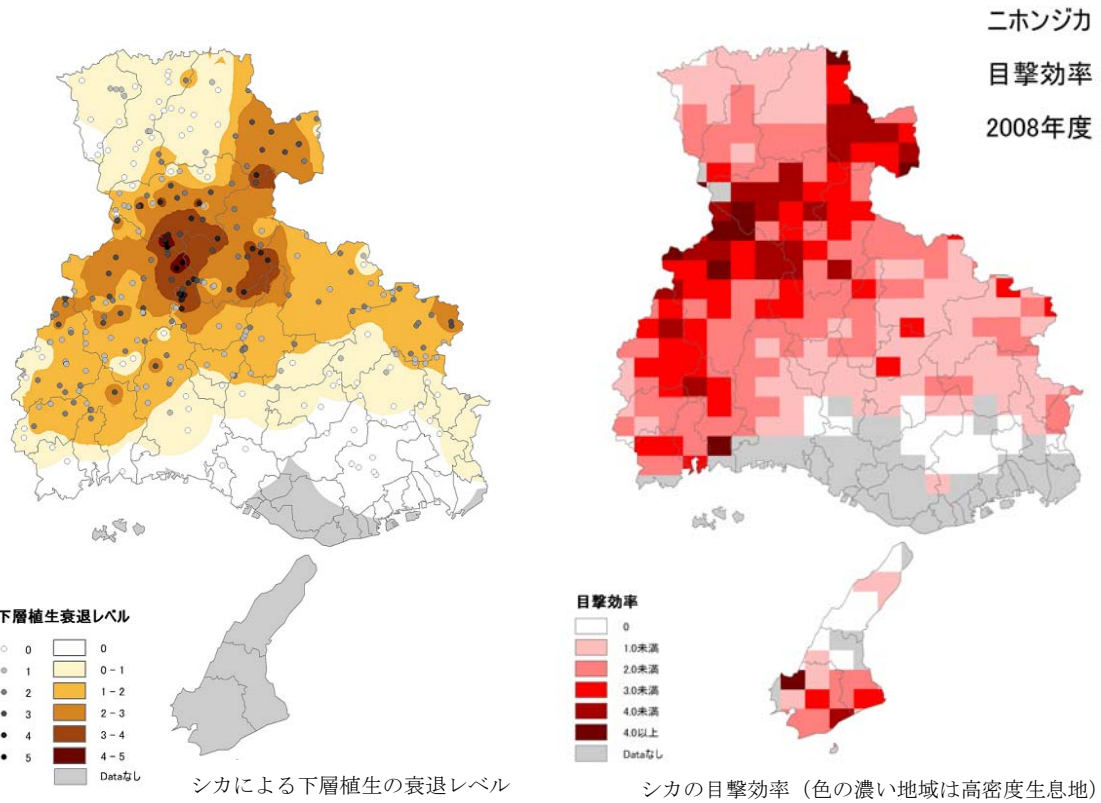 ニホンジカ
目撃効率
2008年度
下層植生衰退レベル
0 0
1 0 - 1
2 1 - 2
3 2 - 3
4 3 - 4
5 4 - 5
Dataなし
シカによる下層植生の衰退レベル
目撃効率
0
1.0未満
2.0未満
3.0未満
4.0未満
4.0以上
Dataなし
シカの目撃効率（色の濃い地域は高密度生息地）